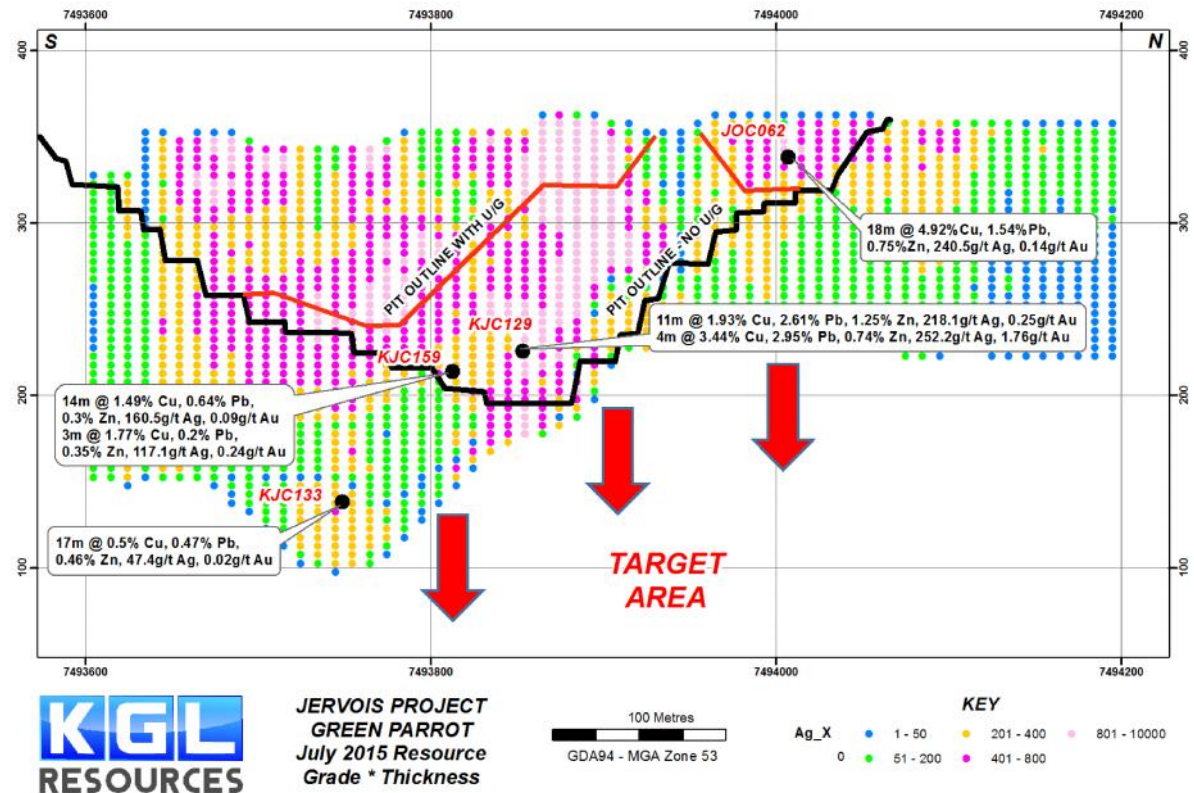 7493600 7493800 7494000 7494200
S N
400 400
JOC062
PIT OUTLINE WITH U/G
300 300
18m @ 4.92%Cu, 1.54%Pb,
0.75%Zn, 240.5g/t Ag, 0.14g/t Au
PIT OUTLINE - NO U/G
KJC129
11m @ 1.93% Cu, 2.61% Pb, 1.25% Zn, 218.1g/t Ag, 0.25g/t Au
4m @ 3.44% Cu, 2.95% Pb, 0.74% Zn, 252.2g/t Ag, 1.76g/t Au
KJC159
200 200
14m @ 1.49% Cu, 0.64% Pb,
0.3% Zn, 160.5g/t Ag, 0.09g/t Au
3m @ 1.77% Cu, 0.2% Pb,
0.35% Zn, 117.1g/t Ag, 0.24g/t Au
KJC133
17m @ 0.5% Cu, 0.47% Pb,
0.46% Zn, 47.4g/t Ag, 0.02g/t Au
100 100
TARGET
AREA
7493600 7493800 7494000 7494200
KGL
RESOURCES
JERVOIS PROJECT
GREEN PARROT
July 2015 Resource
Grade * Thickness
100 Metres
GDA94 - MGA Zone 53
KEY
Ag_X 1 - 50 201 - 400 801 - 10000
0 51 - 200 401 - 800